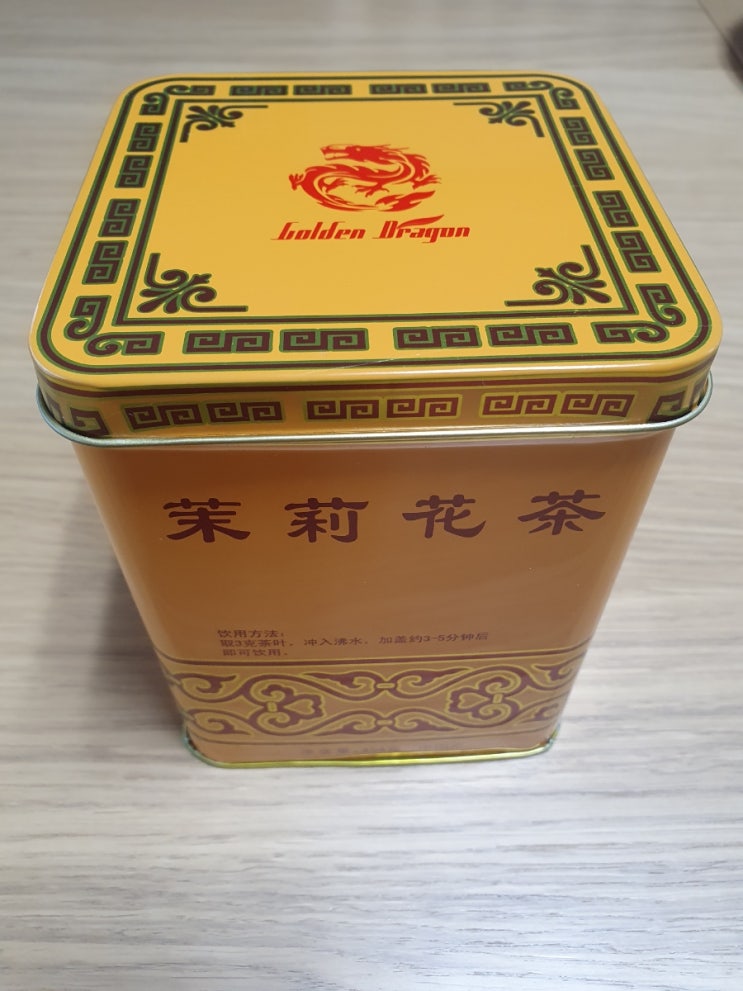 Golden Dragon
茉莉花茶
饮用方法：
取3克茶叶，冲入沸水，加盖约3-5分钟后
即可饮用。